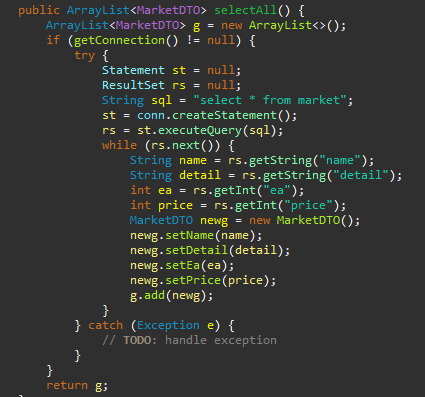 public ArrayList<MarketDTO> selectAll() {
ArrayList<MarketDTO> g = new ArrayList<>();
if (getConnection() != null) {
try {
Statement st = null;
ResultSet rs = null;
String sql = "select * from market";
st = conn.createStatement();
rs = st.executeQuery(sql);
while (rs.next()) {
String name = rs.getString("name");
String detail = rs.getString("detail");
int ea = rs.getInt("ea");
int price = rs.getInt("price");
MarketDTO newg = new MarketDTO();
newg.setName(name);
newg.setDetail(detail);
newg.setEa(ea);
newg.setPrice(price);
g.add(newg);
}
} catch (Exception e) {
// TODO: handle exception
}
}
return g;
}